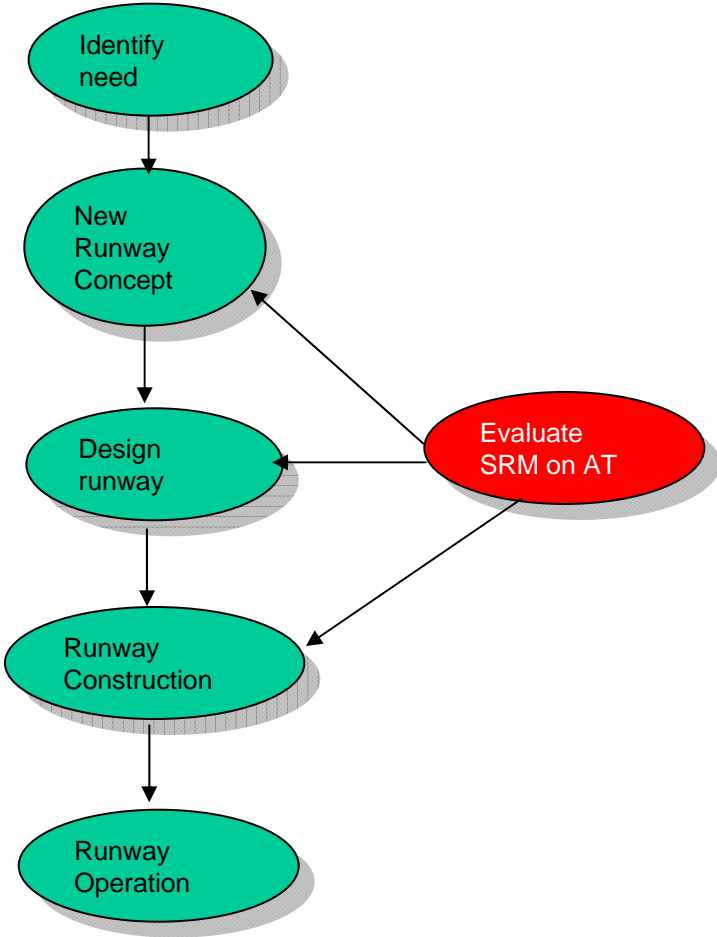 Identify
need
New
Runway
Concept
Design
runway
Evaluate
SRM on AT
Runway
Construction
Runway
Operation